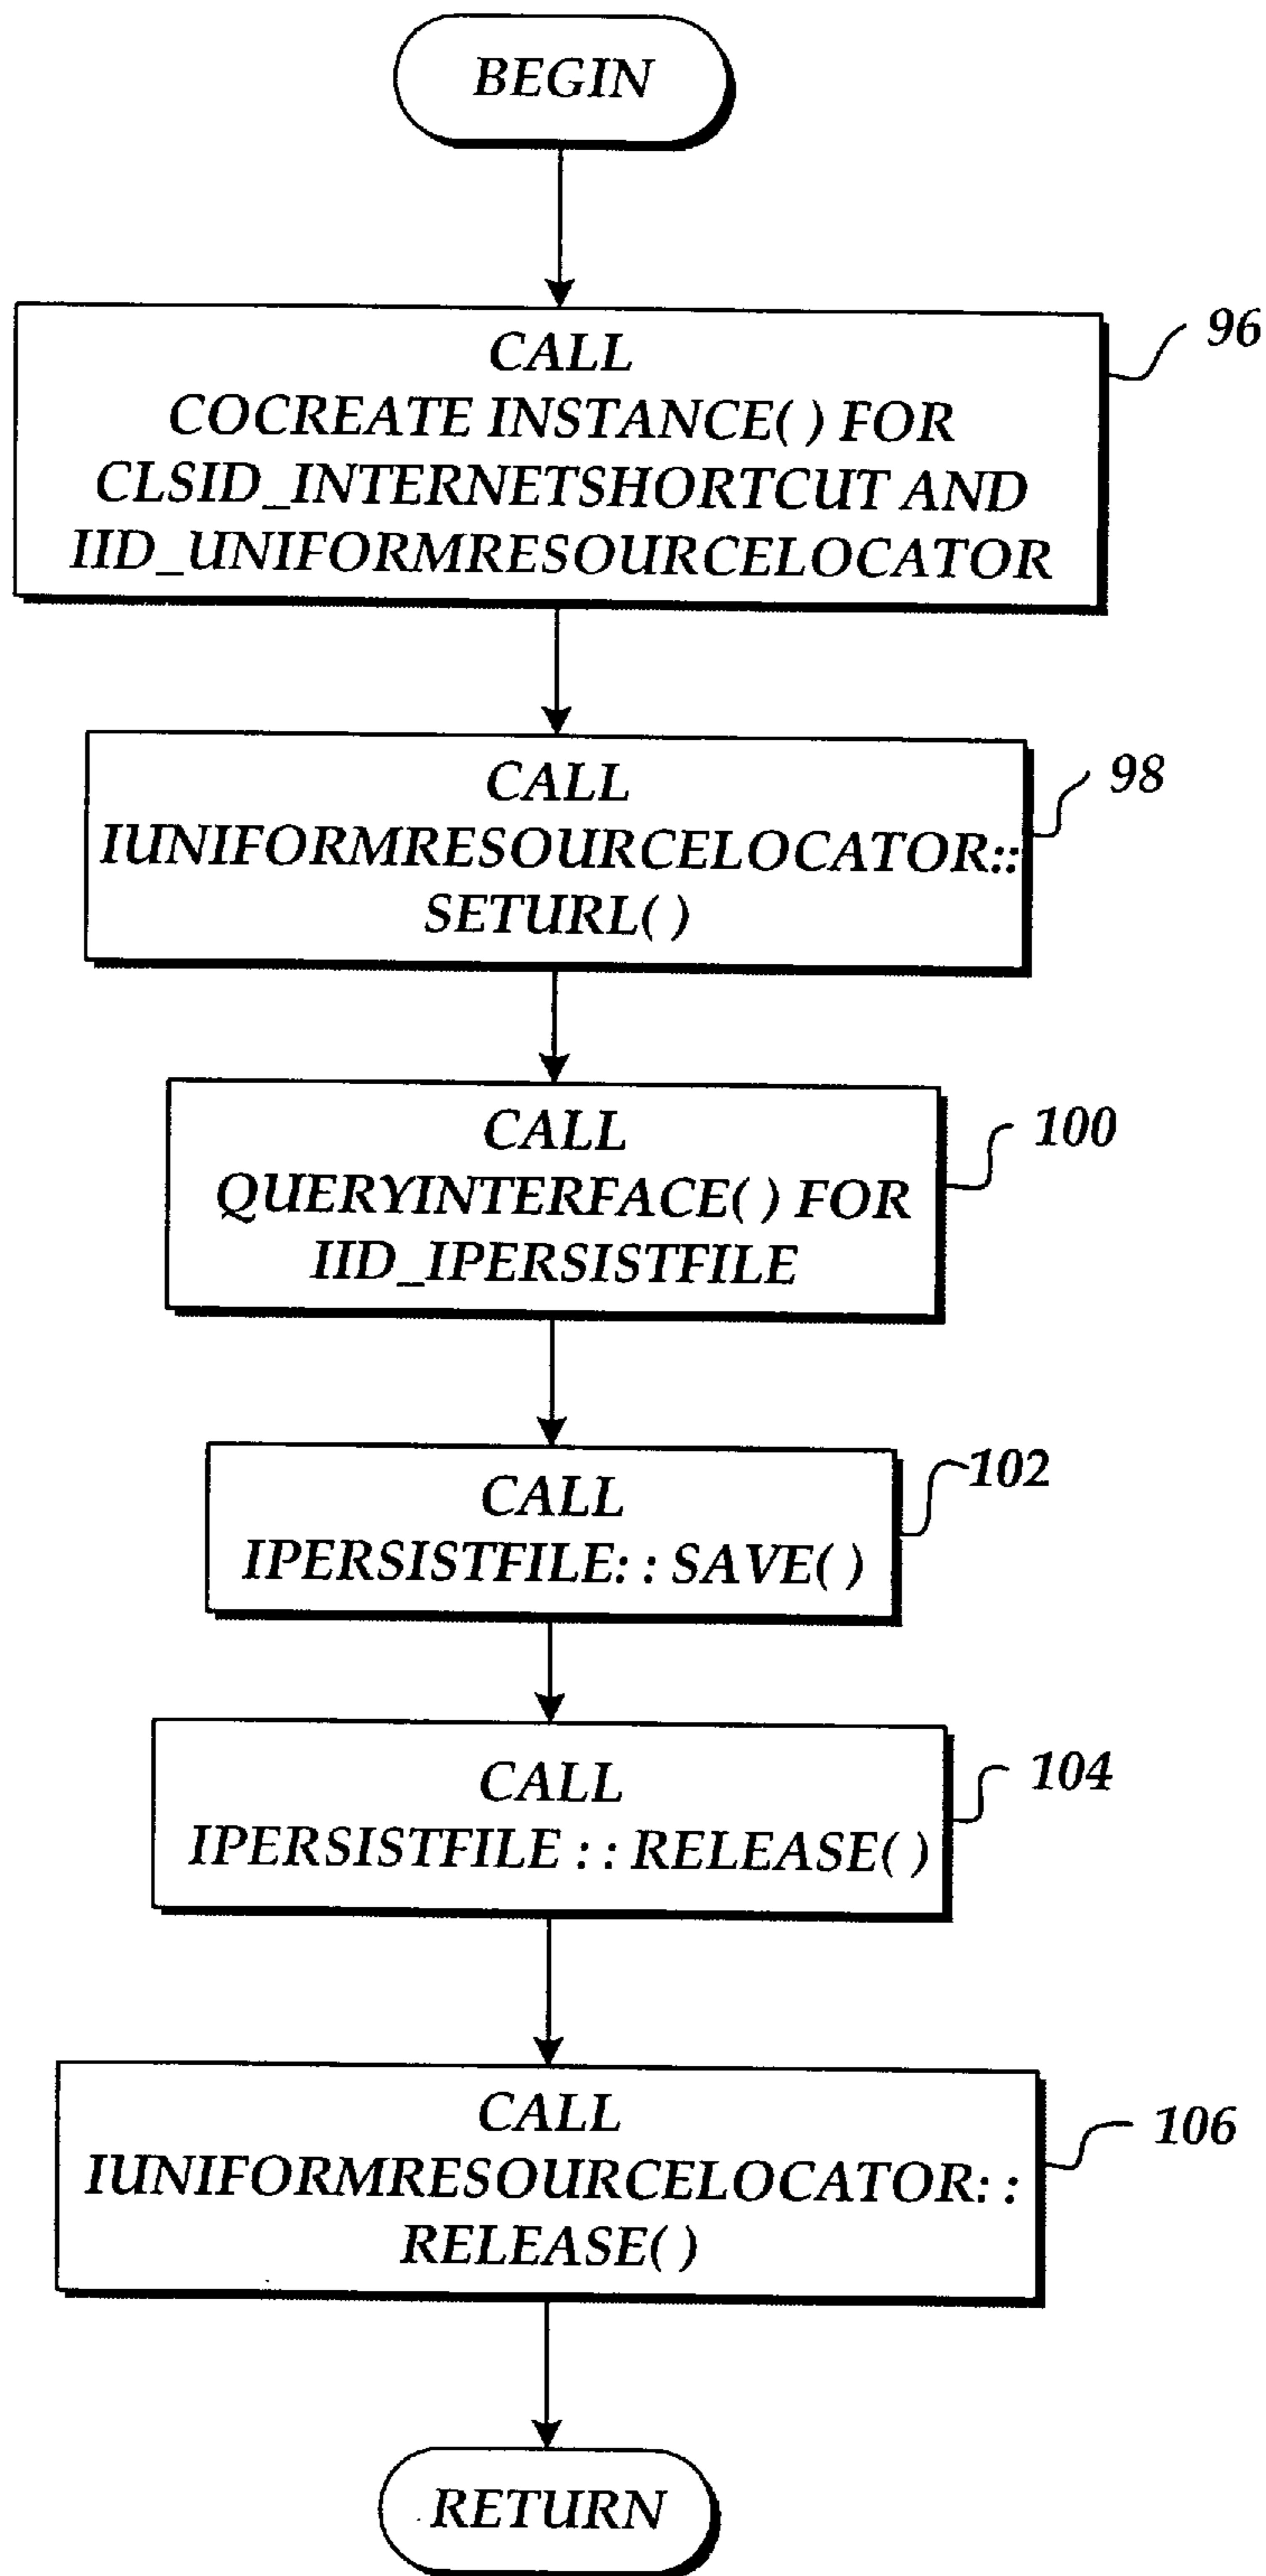 BEGIN
CALL
COCREATE INSTANCE( ) FOR
CLSID_INTERNETSHORTCUT AND
IID_UNIFORMRESOURCELOCATOR
96
CALL
IUNIFORMRESOURCELOCATOR::
SETURL( )
98
CALL
QUERYINTERFACE( ) FOR
IID_IPERSISTFILE
100
CALL
IPERSISTFILE: : SAVE( )
102
CALL
IPERSISTFILE : : RELEASE( )
104
CALL
IUNIFORMRESOURCELOCATOR: :
RELEASE( )
106
RETURN